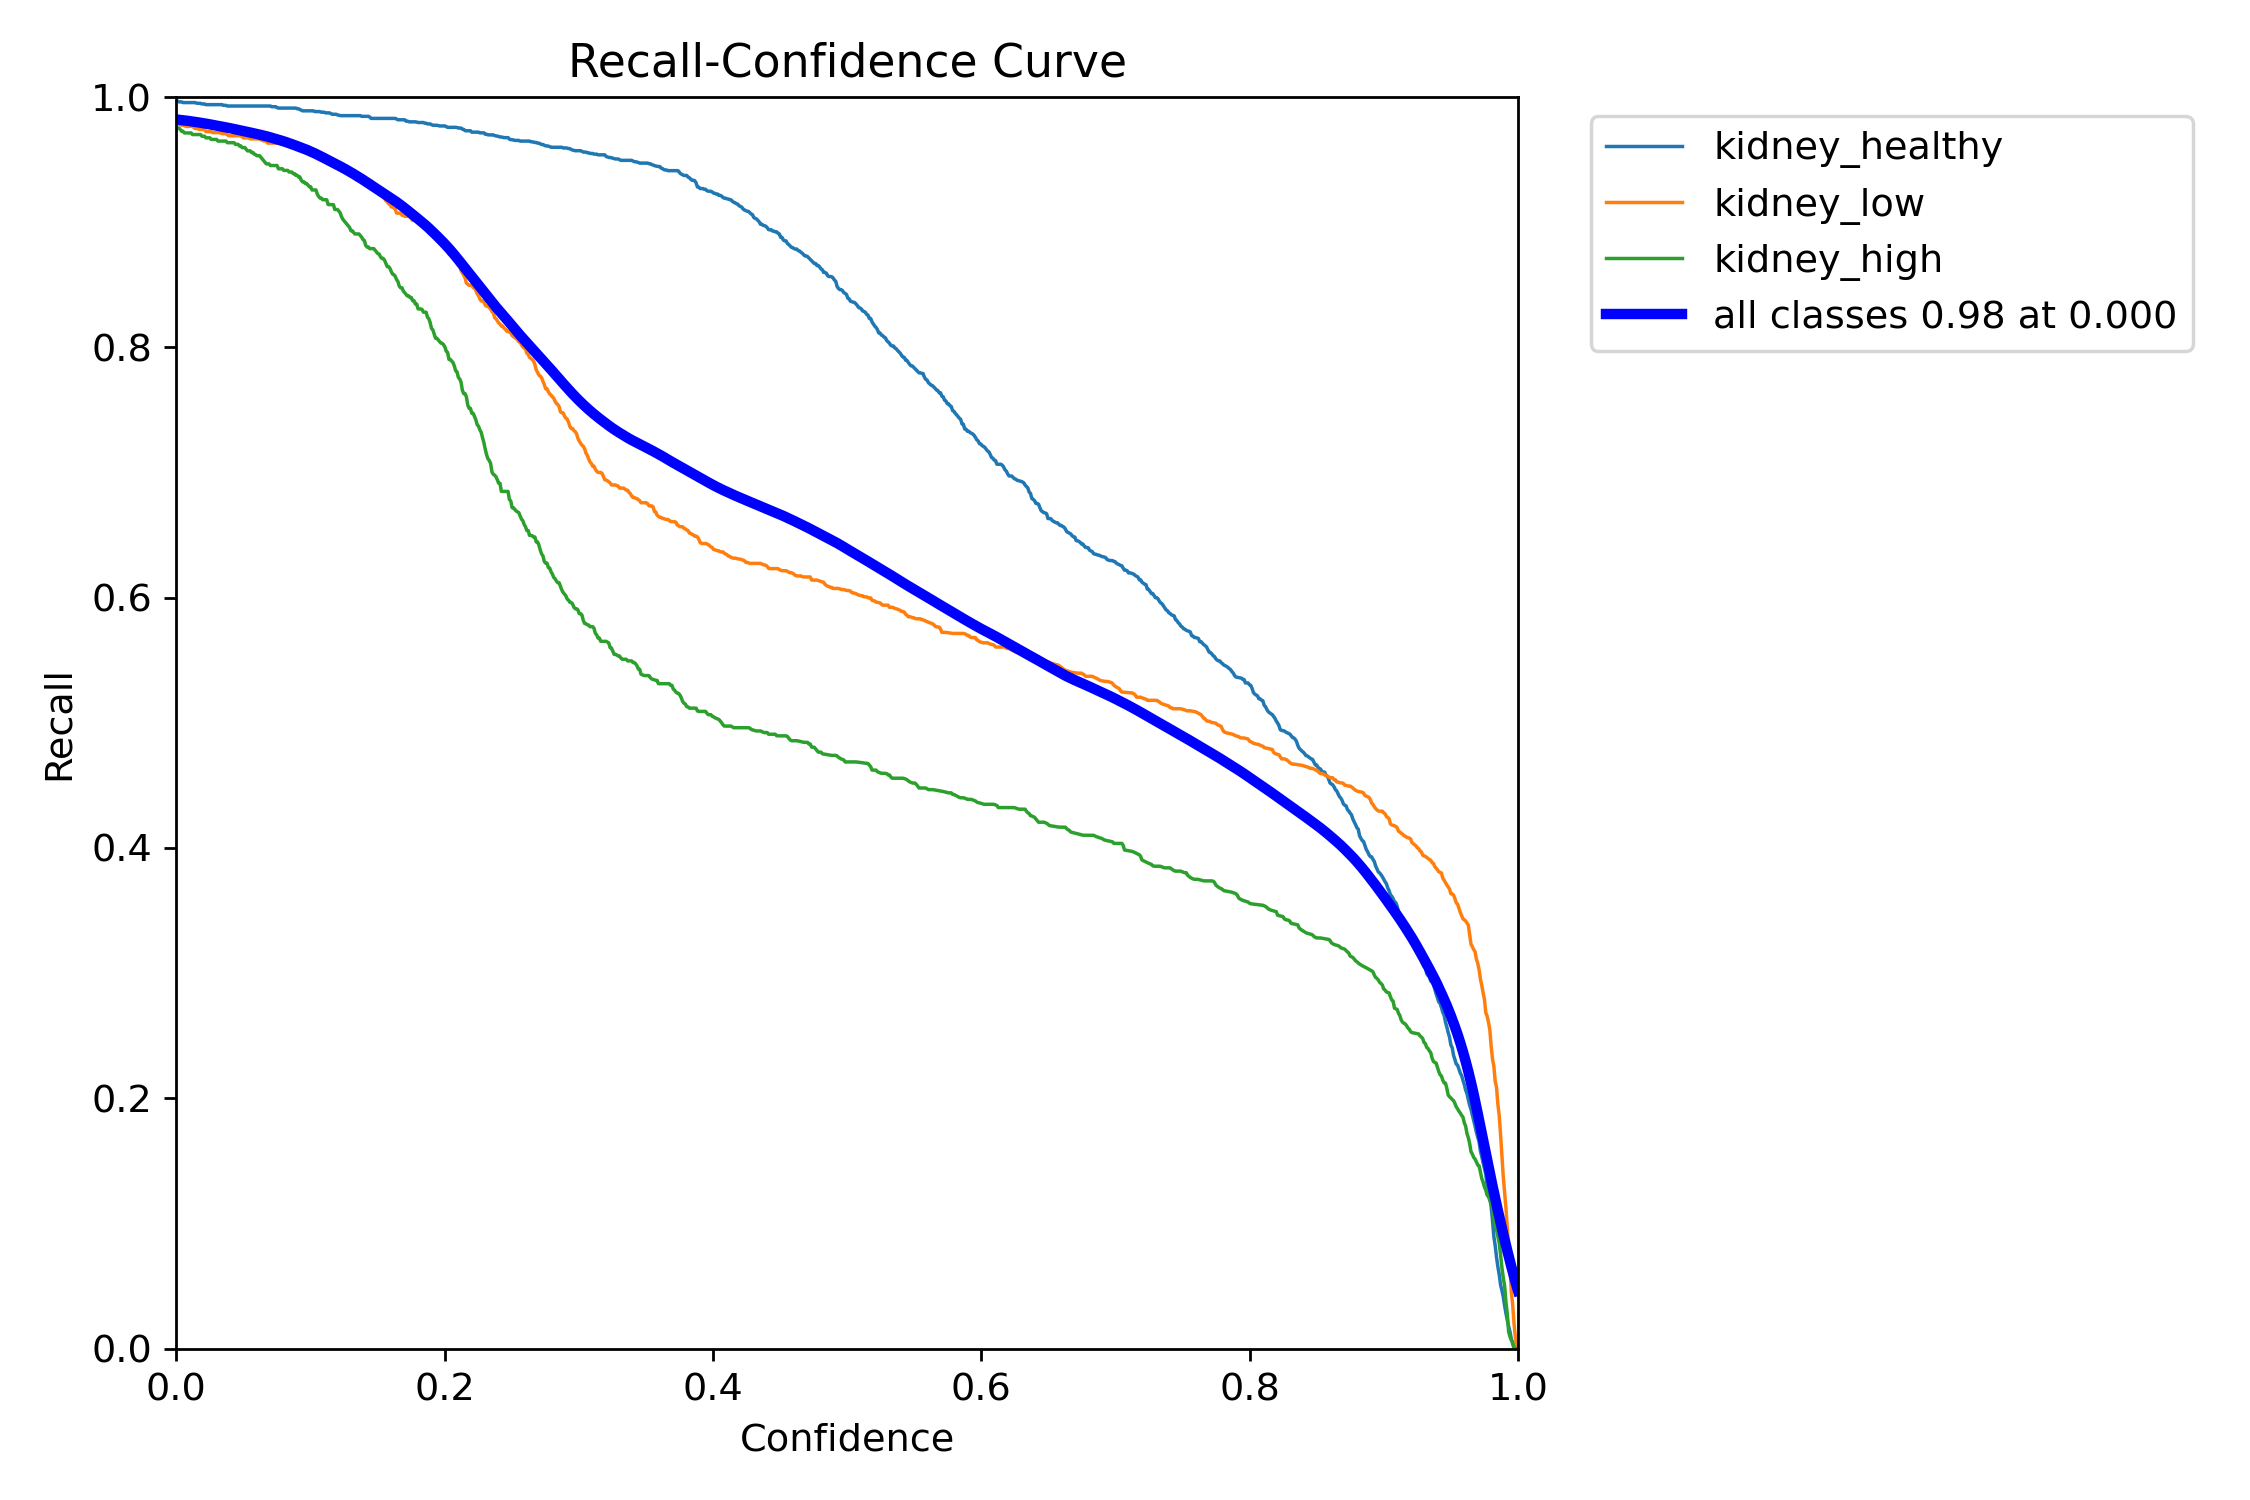 Recall-Confidence Curve
kidney_healthy
kidney_low
kidney_high
all classes 0.98 at 0.000
1.0
0.8
0.6
0.4
0.2
0.0
Recall
0.0 0.2 0.4 0.6 0.8 1.0
Confidence